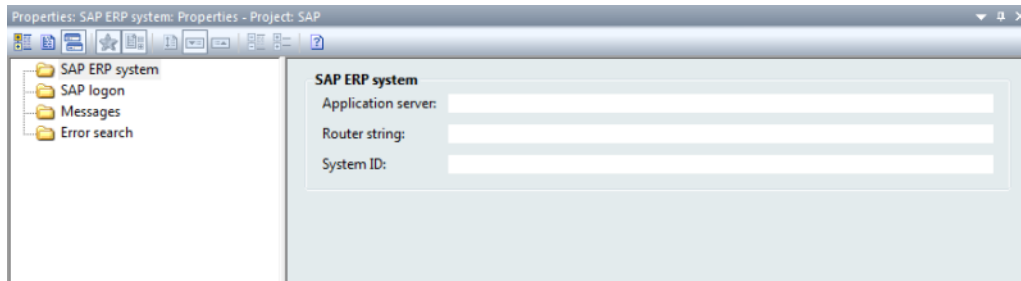 Properties: SAP ERP system: Properties - Project: SAP
SAP ERP system
SAP logon
Messages
Error search
SAP ERP system
Application server:
Router string:
System ID: